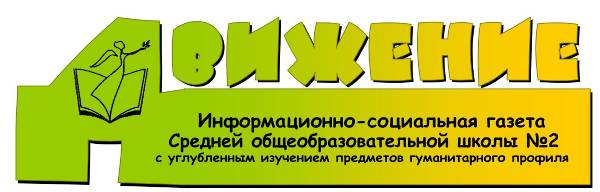 ДВИЖЕНИЕ
Информационно-социальная газета
Средней общеобразовательной школы №2
с углубленным изучением предметов гуманитарного профиля